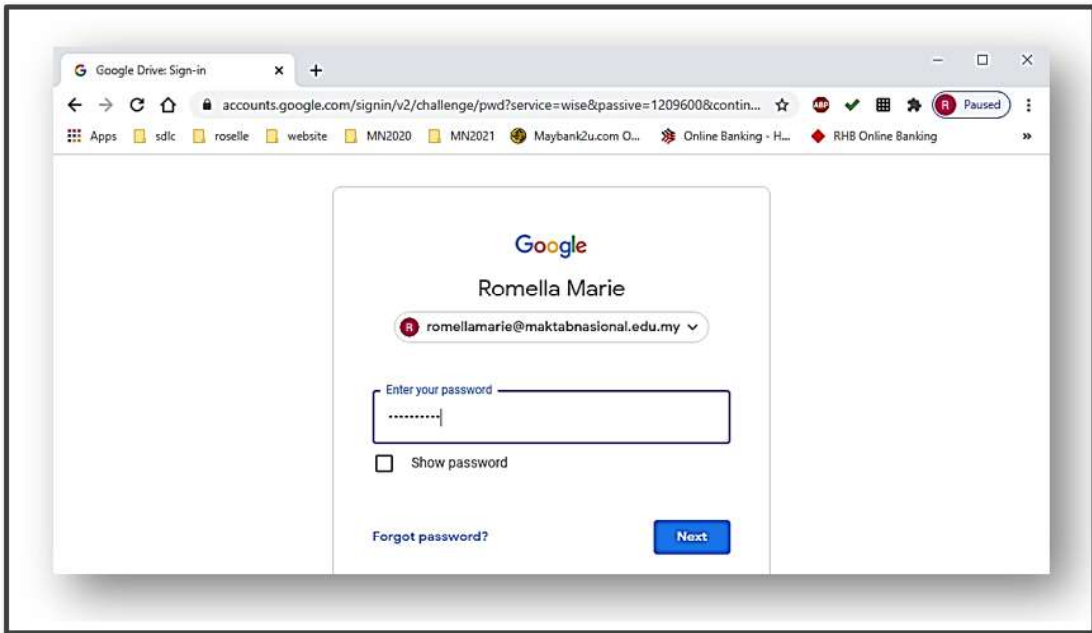 Google Drive: Sign-in
accounts.google.com/signin/v2/challenge/pwd?service=wise&passive=1209600&contin...
ABP
R
Paused
Apps sdlc roselle website MN2020 MN2021 Maybank2u.com O... Online Banking - H... RHB Online Banking »
Google
Romella Marie
R romellamarie@maktabnasional.edu.my
Enter your password
Show password
Forgot password? Next